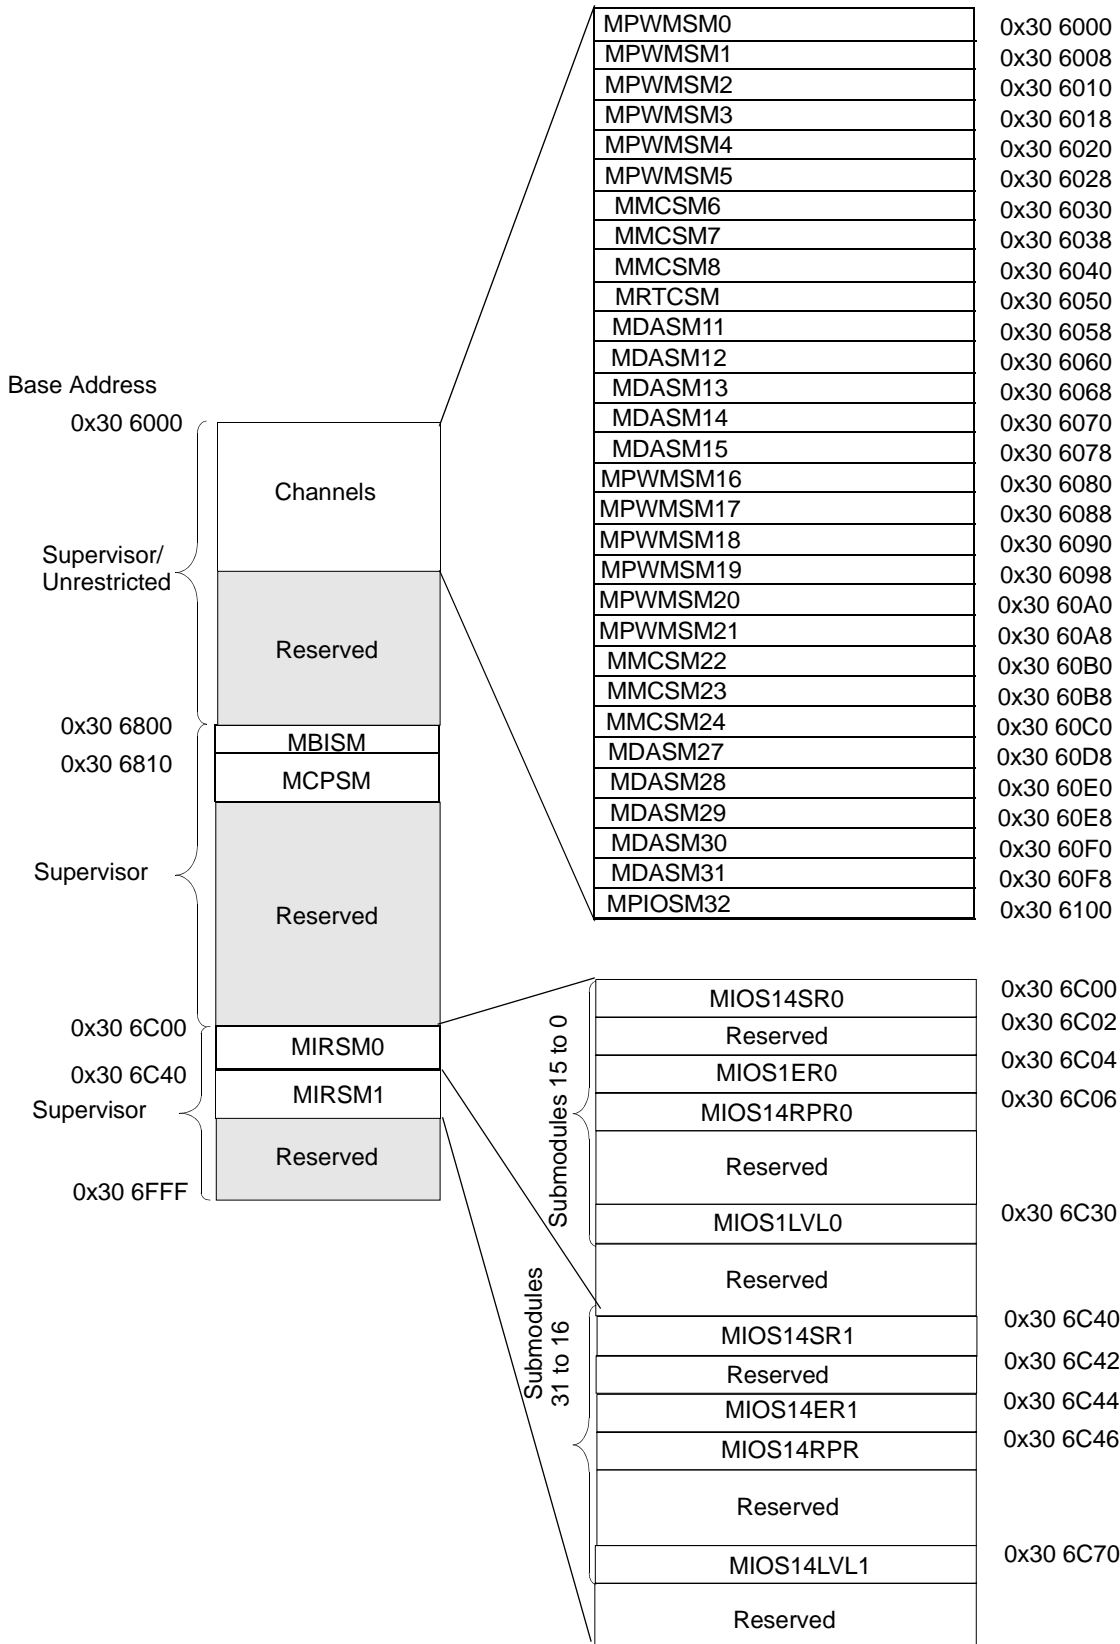 MPWMSM0 0x30 6000
MPWMSM1 0x30 6008
MPWMSM2 0x30 6010
MPWMSM3 0x30 6018
MPWMSM4 0x30 6020
MPWMSM5 0x30 6028
MMCSM6 0x30 6030
MMCSM7 0x30 6038
MMCSM8 0x30 6040
MRTCSM 0x30 6050
MDASM11 0x30 6058
MDASM12 0x30 6060
MDASM13 0x30 6068
MDASM14 0x30 6070
MDASM15 0x30 6078
MPWMSM16 0x30 6080
MPWMSM17 0x30 6088
MPWMSM18 0x30 6090
MPWMSM19 0x30 6098
MPWMSM20 0x30 60A0
MPWMSM21 0x30 60A8
MMCSM22 0x30 60B0
MMCSM23 0x30 60B8
MMCSM24 0x30 60C0
MDASM27 0x30 60D8
MDASM28 0x30 60E0
MDASM29 0x30 60E8
MDASM30 0x30 60F0
MDASM31 0x30 60F8
MPIOSM32 0x30 6100
Base Address
0x30 6000
Channels
Supervisor/
Unrestricted
Reserved
0x30 6800
MBISM
0x30 6810
MCPSM
Supervisor
Reserved
0x30 6C00
MIRSM0
0x30 6C40
MIRSM1
Supervisor
Reserved
0x30 6FFF
Submodules 15 to 0
MIOS14SR0 0x30 6C00
Reserved 0x30 6C02
MIOS1ER0 0x30 6C04
MIOS14RPR0 0x30 6C06
Reserved
MIOS1LVL0 0x30 6C30
Reserved
Submodules
31 to 16
MIOS14SR1 0x30 6C40
Reserved 0x30 6C42
MIOS14ER1 0x30 6C44
MIOS14RPR 0x30 6C46
Reserved
MIOS14LVL1 0x30 6C70
Reserved